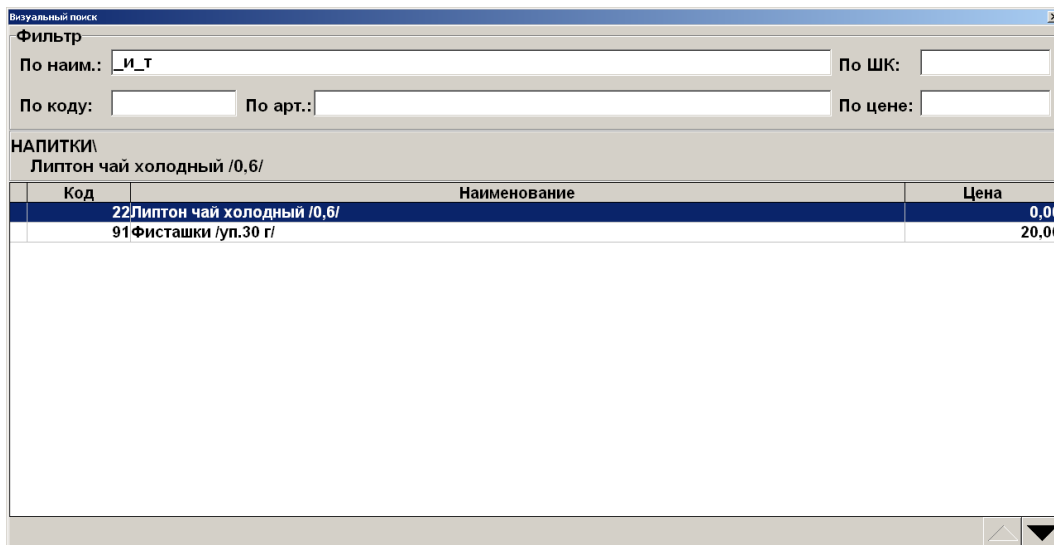 Визуальный поиск
Фильтр
По наим.: _и_т По ШК:
По коду: По арт.: По цене:
НАПИТКИ\
Липтон чай холодный /0,6/
Код Наименование Цена
22 Липтон чай холодный /0,6/ 0,00
91 Фисташки /уп.30 г/ 20,00